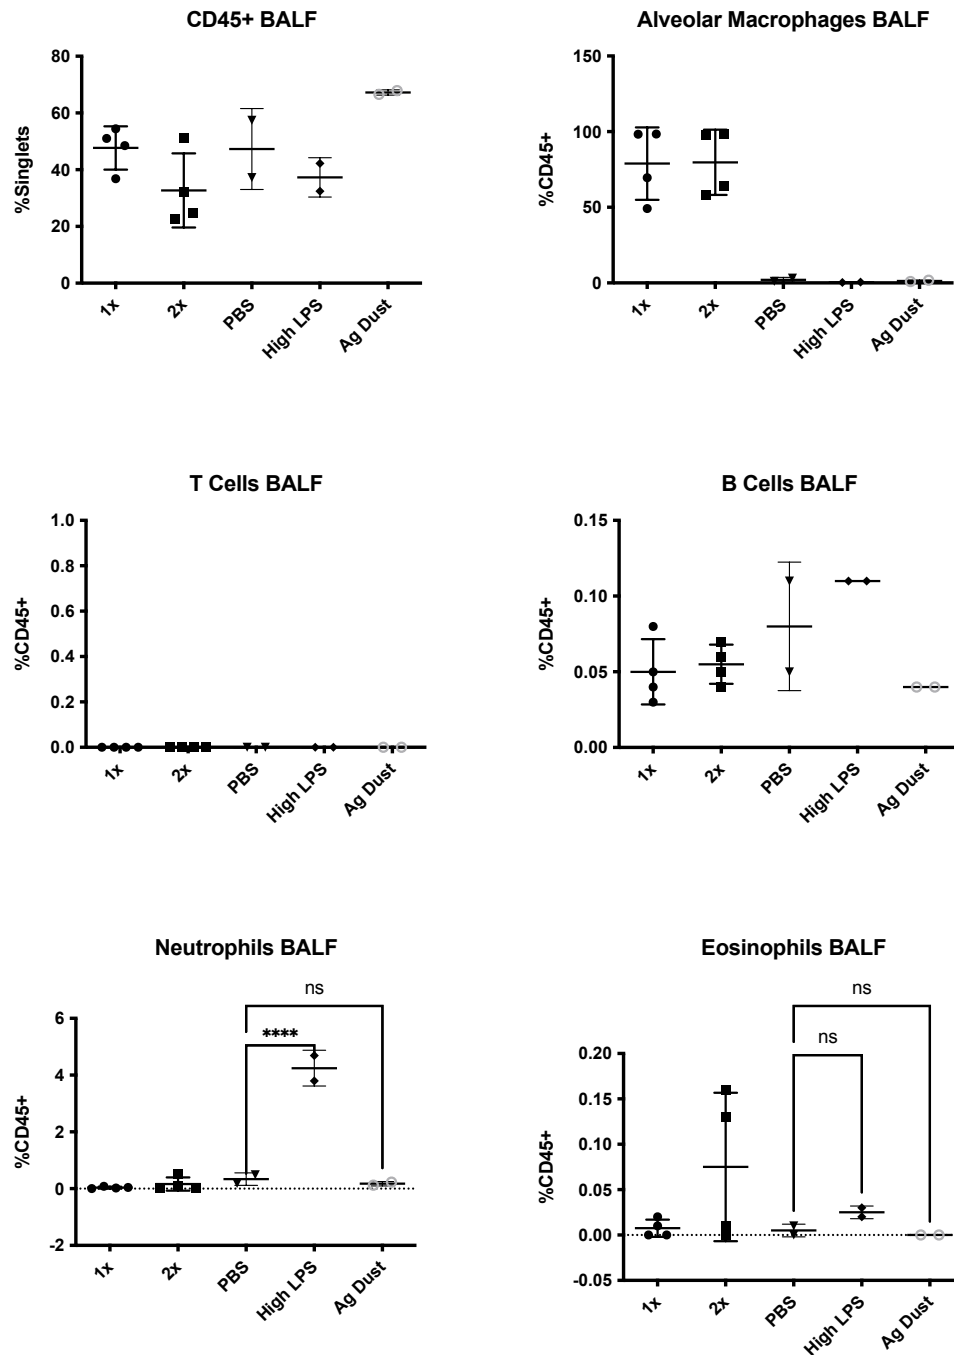 CD45+ BALF
%Singlets
80
60
40
20
0
1x
2x
PBS
High LPS
Ag Dust
Alveolar Macrophages BALF
%CD45+
150
100
50
0
1x
2x
PBS
High LPS
Ag Dust
T Cells BALF
%CD45+
1.0
0.8
0.6
0.4
0.2
0.0
1x
2x
PBS
High LPS
Ag Dust
B Cells BALF
%CD45+
0.15
0.10
0.05
0.00
1x
2x
PBS
High LPS
Ag Dust
Neutrophils BALF
ns
****
%CD45+
6
4
2
0
-2
1x
2x
PBS
High LPS
Ag Dust
Eosinophils BALF
ns
ns
%CD45+
0.20
0.15
0.10
0.05
0.00
-0.05
1x
2x
PBS
High LPS
Ag Dust